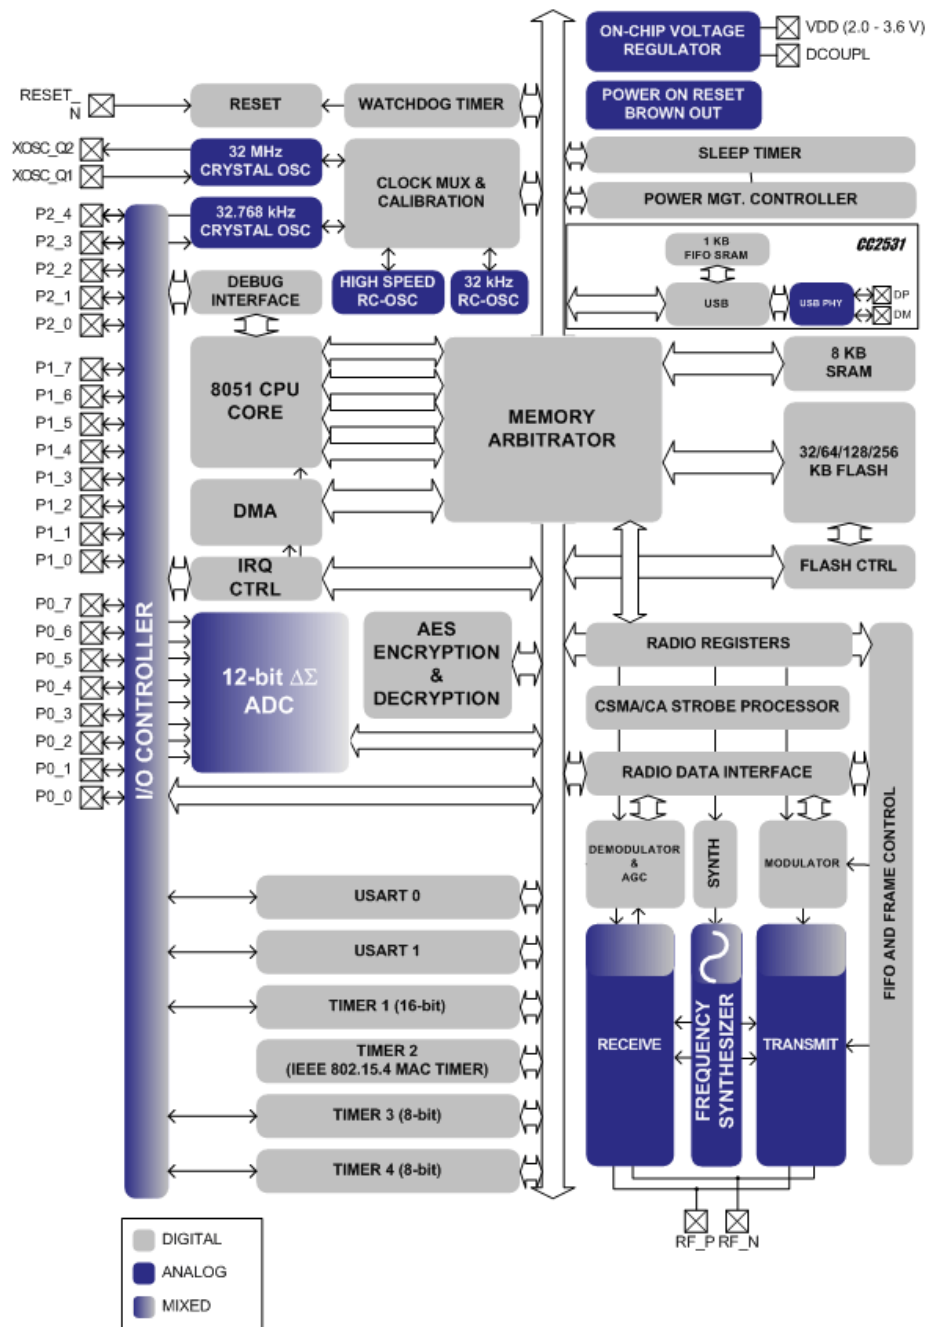 ON-CHIP VOLTAGE
REGULATOR
VDD (2.0 - 3.6 V)
DCOUPL
POWER ON RESET
BROWN OUT
RESET_
N
RESET
WATCHDOG TIMER
XOSC_Q2
XOSC_Q1
32 MHz
CRYSTAL OSC
CLOCK MUX &
CALIBRATION
SLEEP TIMER
POWER MGT. CONTROLLER
P2_4
P2_3
P2_2
P2_1
P2_0
32.768 kHz
CRYSTAL OSC
DEBUG
INTERFACE
HIGH SPEED
RC-OSC
32 kHz
RC-OSC
1 KB
FIFO SRAM
CC2531
USB
USB PHY
DP
DM
P1_7
P1_6
P1_5
P1_4
P1_3
P1_2
P1_1
P1_0
8051 CPU
CORE
MEMORY
ARBITRATOR
8 KB
SRAM
32/64/128/256
KB FLASH
DMA
IRQ
CTRL
FLASH CTRL
P0_7
P0_6
P0_5
P0_4
P0_3
P0_2
P0_1
P0_0
I/O CONTROLLER
12-bit ΔΣ
ADC
AES
ENCRYPTION
&
DECRYPTION
RADIO REGISTERS
CSMA/CA STROBE PROCESSOR
RADIO DATA INTERFACE
DEMODULATOR
&
AGC
SYNTH
MODULATOR
FIFO AND FRAME CONTROL
USART 0
USART 1
TIMER 1 (16-bit)
TIMER 2
(IEEE 802.15.4 MAC TIMER)
TIMER 3 (8-bit)
TIMER 4 (8-bit)
RECEIVE
FREQUENCY
SYNTHESIZER
TRANSMIT
RF_P
RF_N
DIGITAL
ANALOG
MIXED